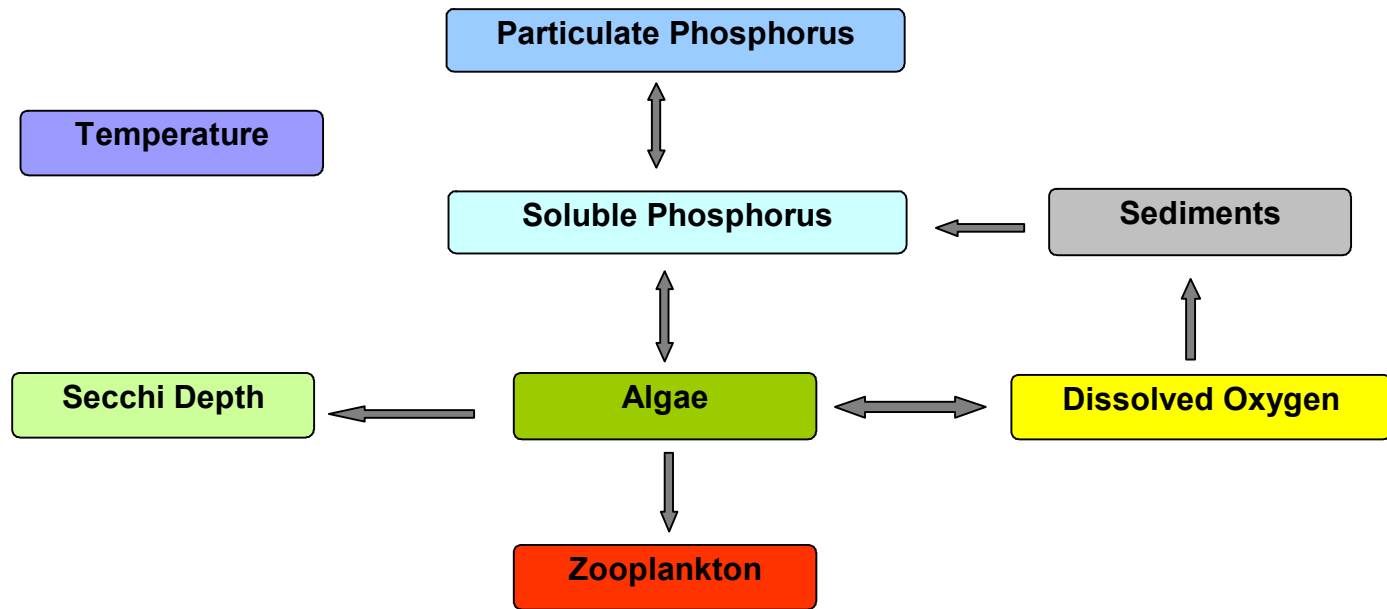 Particulate Phosphorus
Temperature
Soluble Phosphorus
Sediments
Secchi Depth
Algae
Dissolved Oxygen
Zooplankton